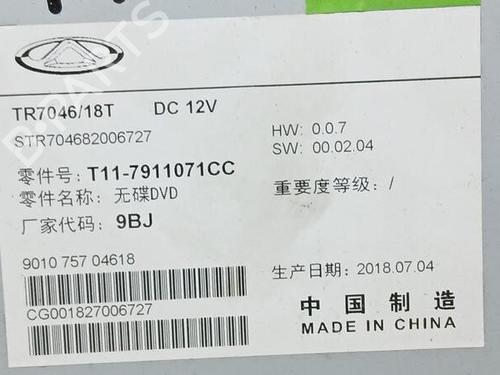 TR7046/18T DC 12V
STR704682006727
HW: 0.0.7
SW: 00.02.04
零件号: T11-7911071CC
零件名称: 无碟DVD
重要度等级: /
厂家代码: 9BJ
9010 757 04618
生产日期: 2018.07.04
CG001827006727
中国制造
MADE IN CHINA
B-PARTS